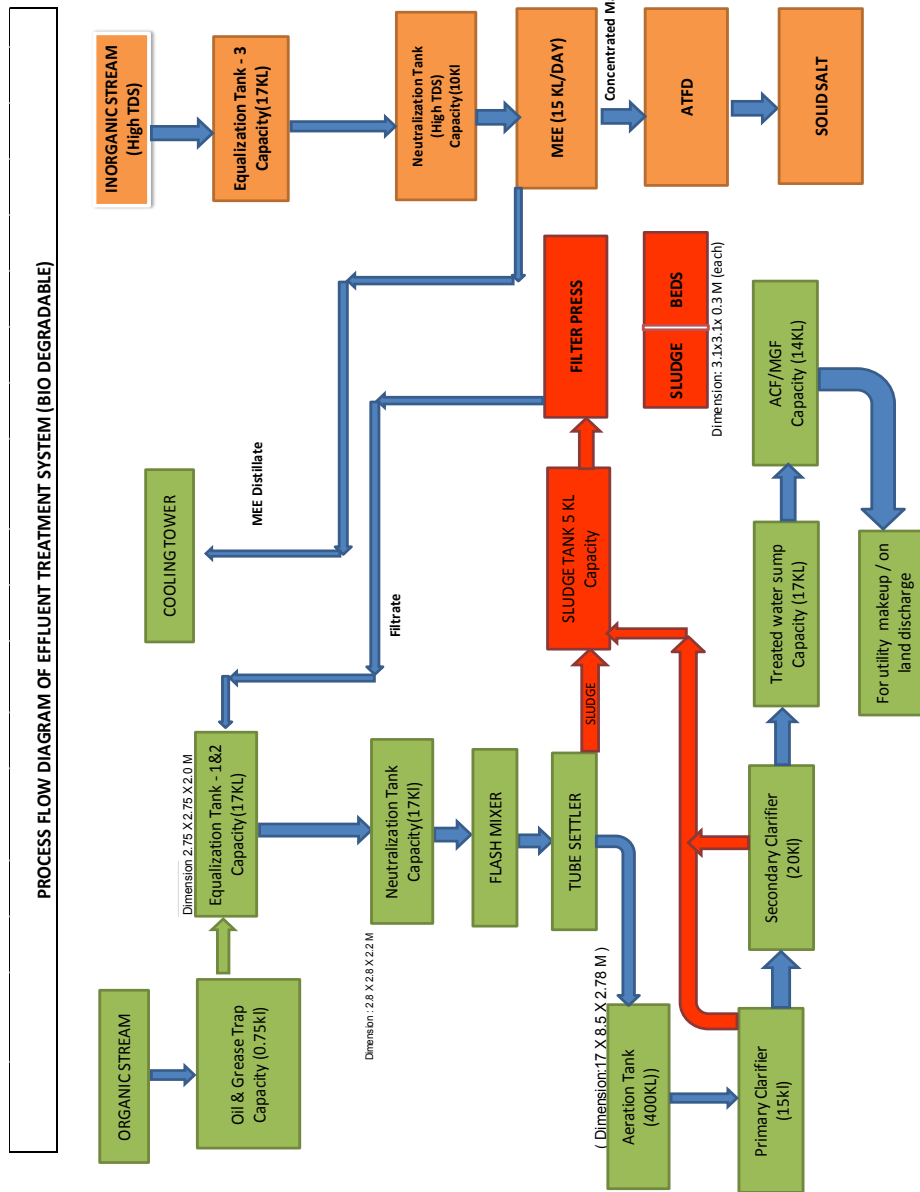 PROCESS FLOW DIAGRAM OF EFFLUENT TREATMENT SYSTEM (BIO DEGRADABLE)
ORGANIC STREAM
Oil & Grease Trap
Capacity (0.75kl)
Dimension 2.75 X 2.75 X 2.0 M
Equalization Tank - 1&2
Capacity(17KL)
Dimension : 2.8 X 2.8 X 2.2 M
Neutralization Tank
Capacity(17Kl)
FLASH MIXER
TUBE SETTLER
( Dimension:17 X 8.5 X 2.78 M )
Aeration Tank
(400KL))
Primary Clarifier
(15kl)
Secondary Clarifier
(20Kl)
Treated water sump
Capacity (17KL)
ACF/MGF
Capacity (14KL)
For utility makeup / on
land discharge
SLUDGE
SLUDGE TANK 5 KL
Capacity
FILTER PRESS
SLUDGE BEDS
Dimension: 3.1x3.1x 0.3 M (each)
Filtrate
COOLING TOWER
MEE Distillate
INORGANIC STREAM
(High TDS)
Equalization Tank - 3
Capacity(17KL)
Neutralization Tank
(High TDS)
Capacity(10Kl
MEE (15 KL/DAY)
Concentrated M
ATFD
SOLID SALT